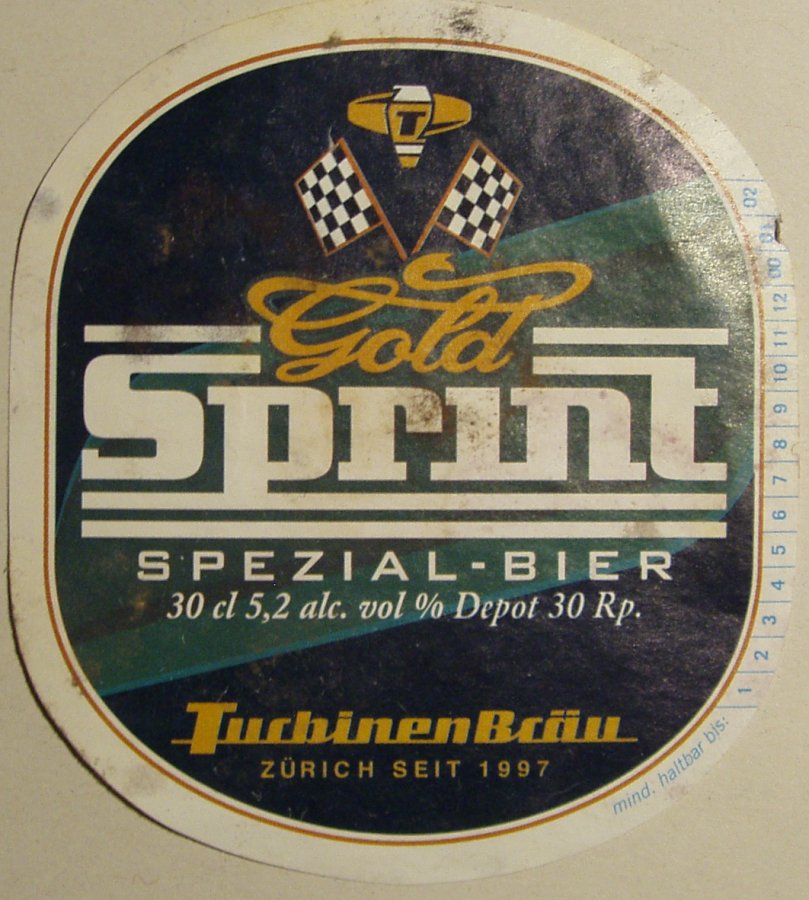 T
Gold
Sprint
SPEZIAL-BIER
30 cl 5,2 alc. vol % Depot 30 Rp.
TurbinenBräu
ZÜRICH SEIT 1997
mind. haltbar bis:
1 2 3 4 5 6 7 8 9 10 11 12 00 01 02